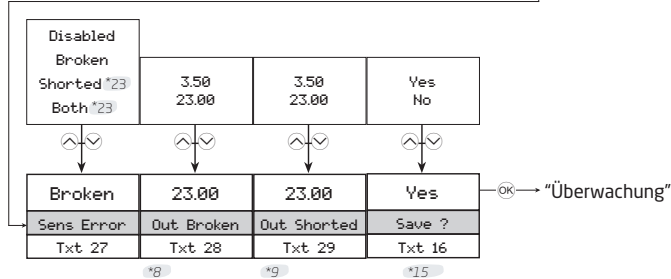 Disabled
Broken
Shorted *23
Both *23
3.50
23.00
3.50
23.00
Yes
No
Broken
23.00
23.00
Yes
OK
"Überwachung"
Sens Error
Out Broken
Out Shorted
Save ?
Txt 27
Txt 28
Txt 29
Txt 16
*8
*9
*15